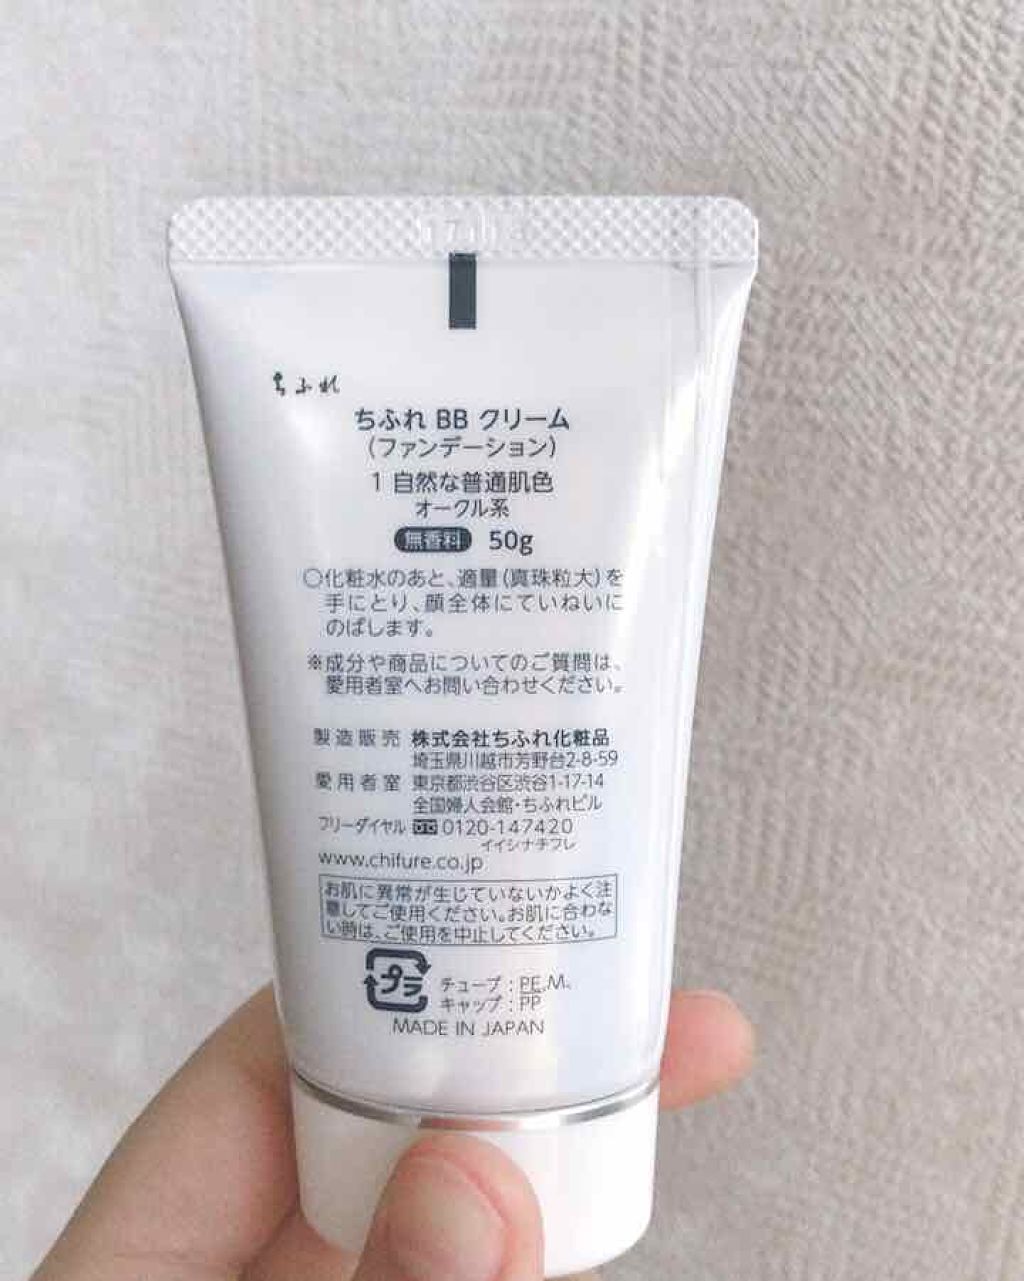 ちふれ
ちふれ BB クリーム
(ファンデーション)
1 自然な普通肌色
オークル系
無香料 50g
○化粧水のあと、適量(真珠粒大)を
手にとり、顔全体にていねいに
のばします。
※成分や商品についてのご質問は、
愛用者室へお問い合わせください。
製造販売 株式会社ちふれ化粧品
埼玉県川越市芳野台2-8-59
愛用者室 東京都渋谷区渋谷1-17-14
全国婦人会館・ちふれビル
フリーダイヤル 0120-147420
イイシナチフレ
www.chifure.co.jp
お肌に異常が生じていないかよく注
意してご使用ください。お肌に合わな
い時は、ご使用を中止してください。
プラ
チューブ : PE,M、
キャップ : PP
MADE IN JAPAN